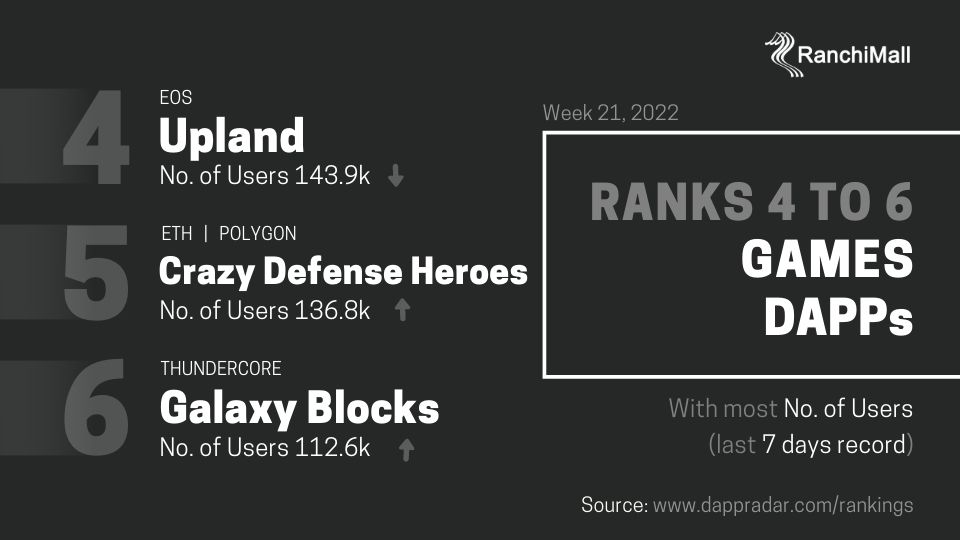 RanchiMall
4
EOS
Upland
No. of Users 143.9k
5
ETH | POLYGON
Crazy Defense Heroes
No. of Users 136.8k
6
THUNDERCORE
Galaxy Blocks
No. of Users 112.6k
Week 21, 2022
RANKS 4 TO 6
GAMES
DAPPs
With most No. of Users
(last 7 days record)
Source: www.dappradar.com/rankings